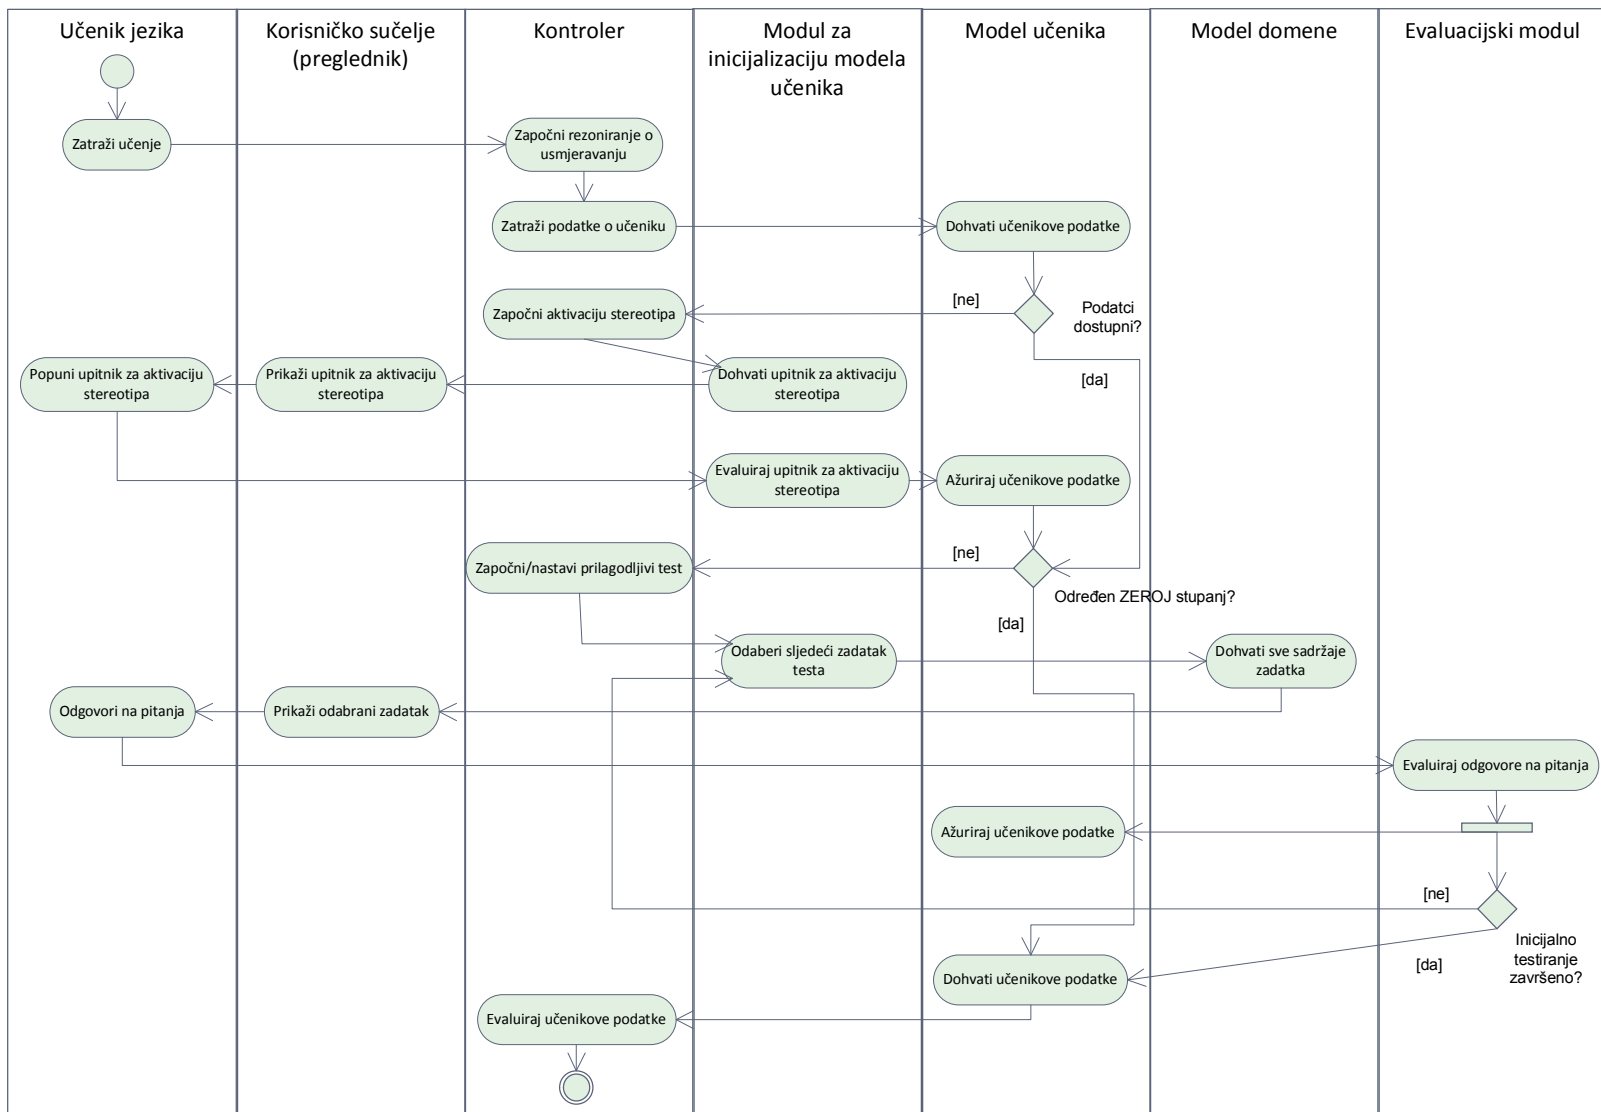 Učenik jezika
Korisničko sučelje
(preglednik)
Kontroler
Modul za
inicijalizaciju modela
učenika
Model učenika
Model domene
Evaluacijski modul
Zatraži učenje
Započni rezoniranje o
usmjeravanju
Zatraži podatke o učeniku
Dohvati učenikove podatke
[ne]
Podatci
dostupni?
Započni aktivaciju stereotipa
[da]
Popuni upitnik za aktivaciju
stereotipa
Prikaži upitnik za aktivaciju
stereotipa
Dohvati upitnik za aktivaciju
stereotipa
Evaluiraj upitnik za aktivaciju
stereotipa
Ažuriraj učenikove podatke
[ne]
Započni/nastavi prilagodljivi test
Određen ZEROJ stupanj?
[da]
Odaberi sljedeći zadatak
testa
Dohvati sve sadržaje
zadatka
Odgovori na pitanja
Prikaži odabrani zadatak
Evaluiraj odgovore na pitanja
Ažuriraj učenikove podatke
[ne]
Inicijalno
testiranje
završeno?
[da]
Dohvati učenikove podatke
Evaluiraj učenikove podatke